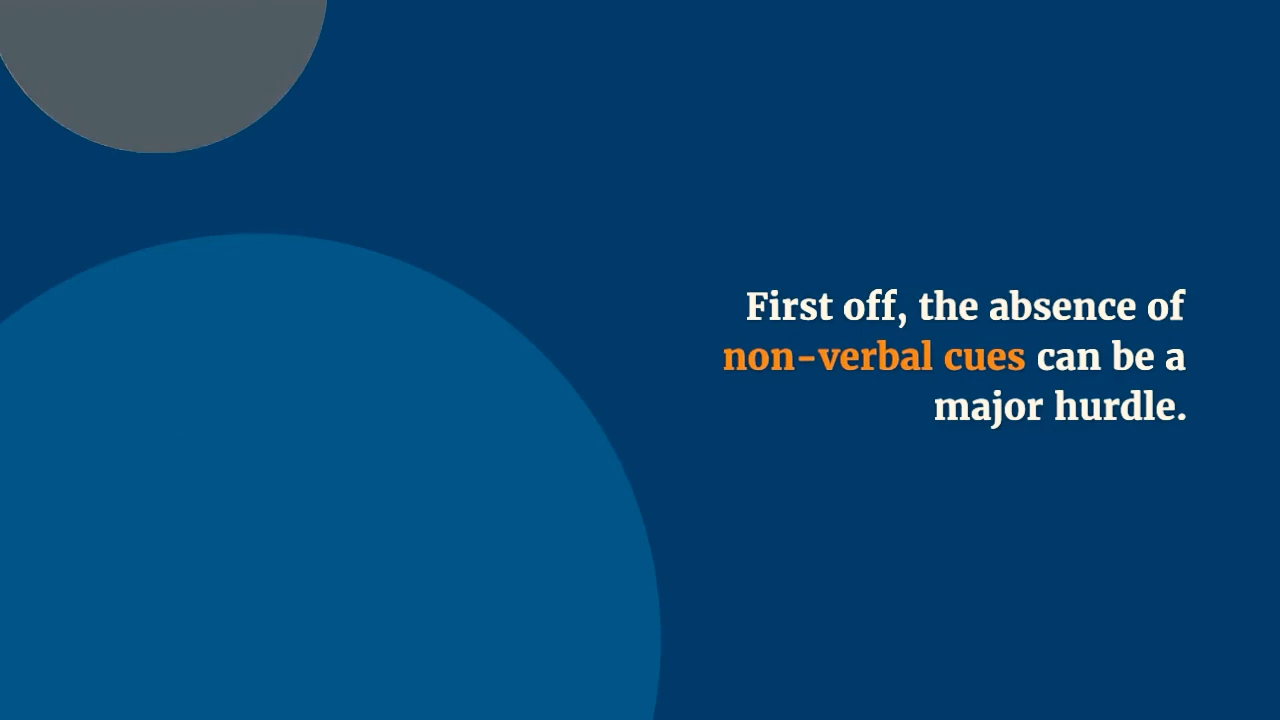 First off, the absence of
non-verbal cues can be a
major hurdle.